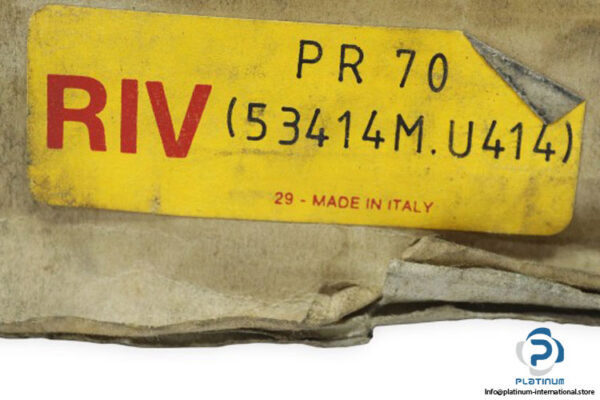 PR 70
RIV (53414M.U414)
29 - MADE IN ITALY
PLATINUM
Info@platinum-international.store